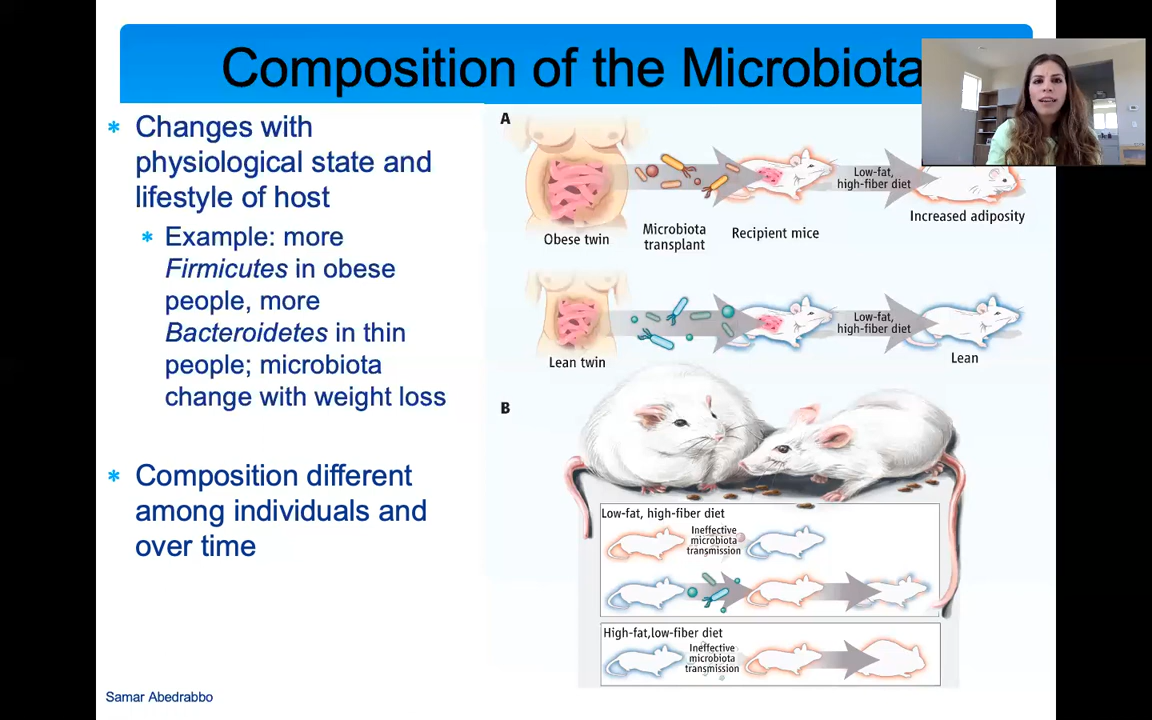 Composition of the Microbiota
* Changes with
physiological state and
lifestyle of host
* Example: more
Firmicutes in obese
people, more
Bacteroidetes in thin
people; microbiota
change with weight loss
* Composition different
among individuals and
over time
Samar Abedrabbo
A
Obese twin
Microbiota
transplant
Recipient mice
Low-fat,
high-fiber diet
Increased adiposity
Lean twin
Low-fat,
high-fiber diet
Lean
B
Low-fat, high-fiber diet
Ineffective
microbiota
transmission
High-fat,low-fiber diet
Ineffective
microbiota
transmission